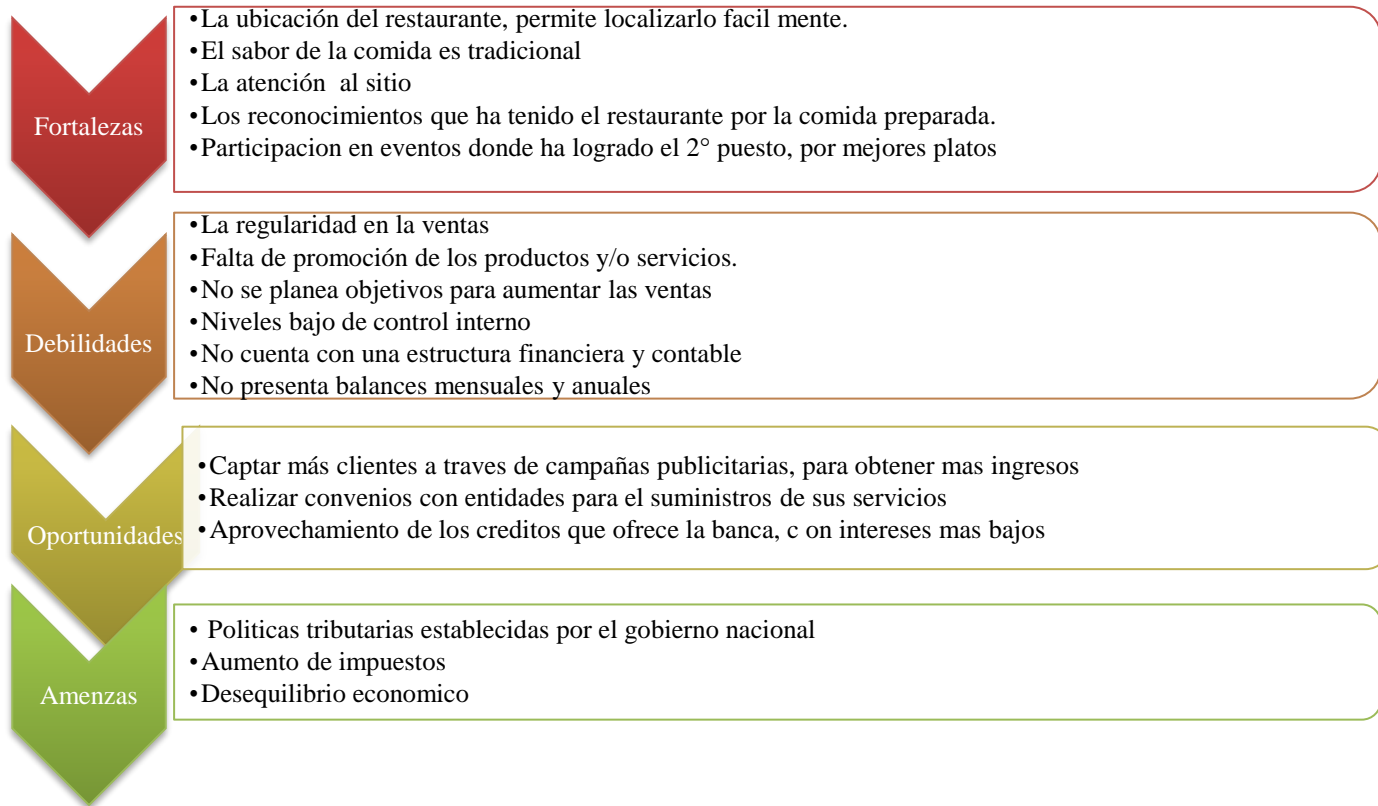 Fortalezas
•La ubicación del restaurante, permite localizarlo facil mente.
•El sabor de la comida es tradicional
•La atención  al sitio
•Los reconocimientos que ha tenido el restaurante por la comida preparada.
•Participacion en eventos donde ha logrado el 2° puesto, por mejores platos
Debilidades
•La regularidad en la ventas
•Falta de promoción de los productos y/o servicios.
•No se planea objetivos para aumentar las ventas
•Niveles bajo de control interno
•No cuenta con una estructura financiera y contable
•No presenta balances mensuales y anuales
Oportunidades
•Captar más clientes a traves de campañas publicitarias, para obtener mas ingresos
•Realizar convenios con entidades para el suministros de sus servicios
•Aprovechamiento de los creditos que ofrece la banca, c on intereses mas bajos
Amenzas
• Politicas tributarias establecidas por el gobierno nacional
•Aumento de impuestos
•Desequilibrio economico